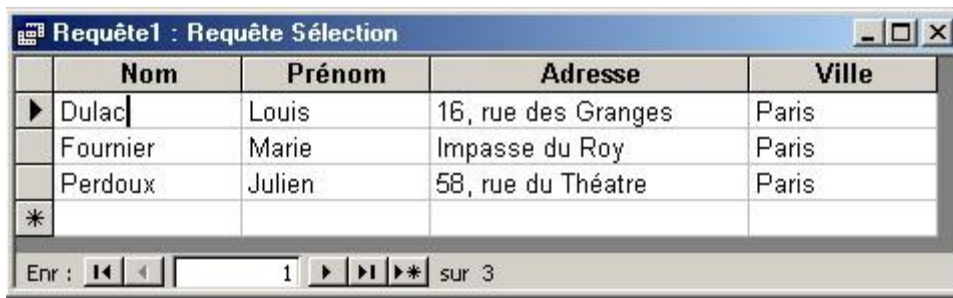 Requête1 : Requête Sélection
Nom Prénom Adresse Ville
Dulac Louis 16, rue des Granges Paris
Fournier Marie Impasse du Roy Paris
Perdoux Julien 58, rue du Théatre Paris
Enr : 1 sur 3